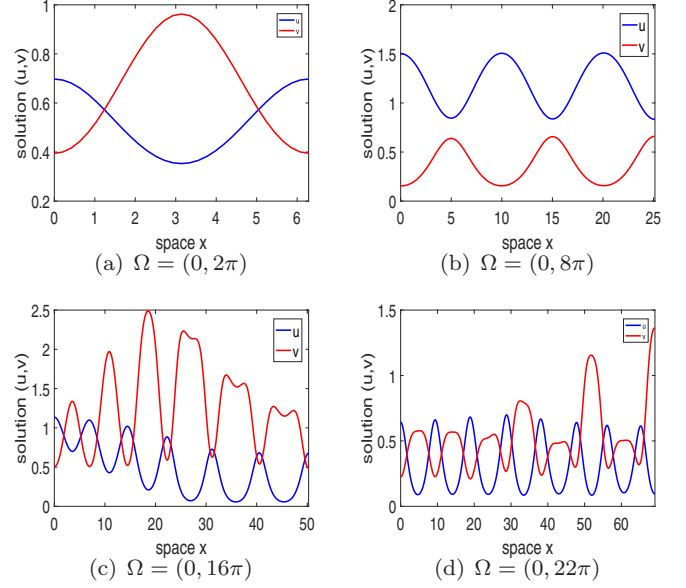 1
0.8
0.6
0.4
0.2
solution (u,v)
0 1 2 3 4 5 6
space x
u
v
(a) Ω = (0, 2π)
2
1.5
1
0.5
0
solution (u,v)
0 5 10 15 20 25
space x
u
v
(b) Ω = (0, 8π)
2.5
2
1.5
1
0.5
0
solution (u,v)
0 10 20 30 40 50
space x
u
v
(c) Ω = (0, 16π)
1.5
1
0.5
0
solution (u,v)
0 10 20 30 40 50 60
space x
u
v
(d) Ω = (0, 22π)